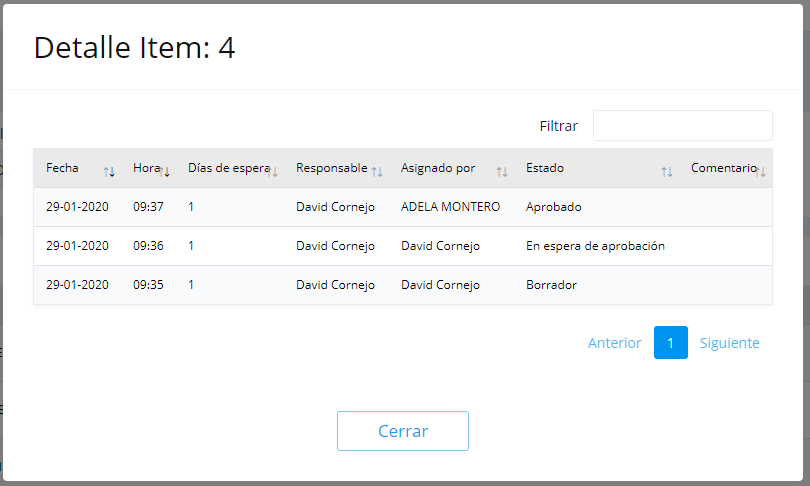 Detalle Item: 4
Filtrar
Fecha Hora Días de espera Responsable Asignado por Estado Comentario
29-01-2020 09:37 1 David Cornejo ADELA MONTERO Aprobado
29-01-2020 09:36 1 David Cornejo David Cornejo En espera de aprobación
29-01-2020 09:35 1 David Cornejo David Cornejo Borrador
Anterior 1 Siguiente
Cerrar